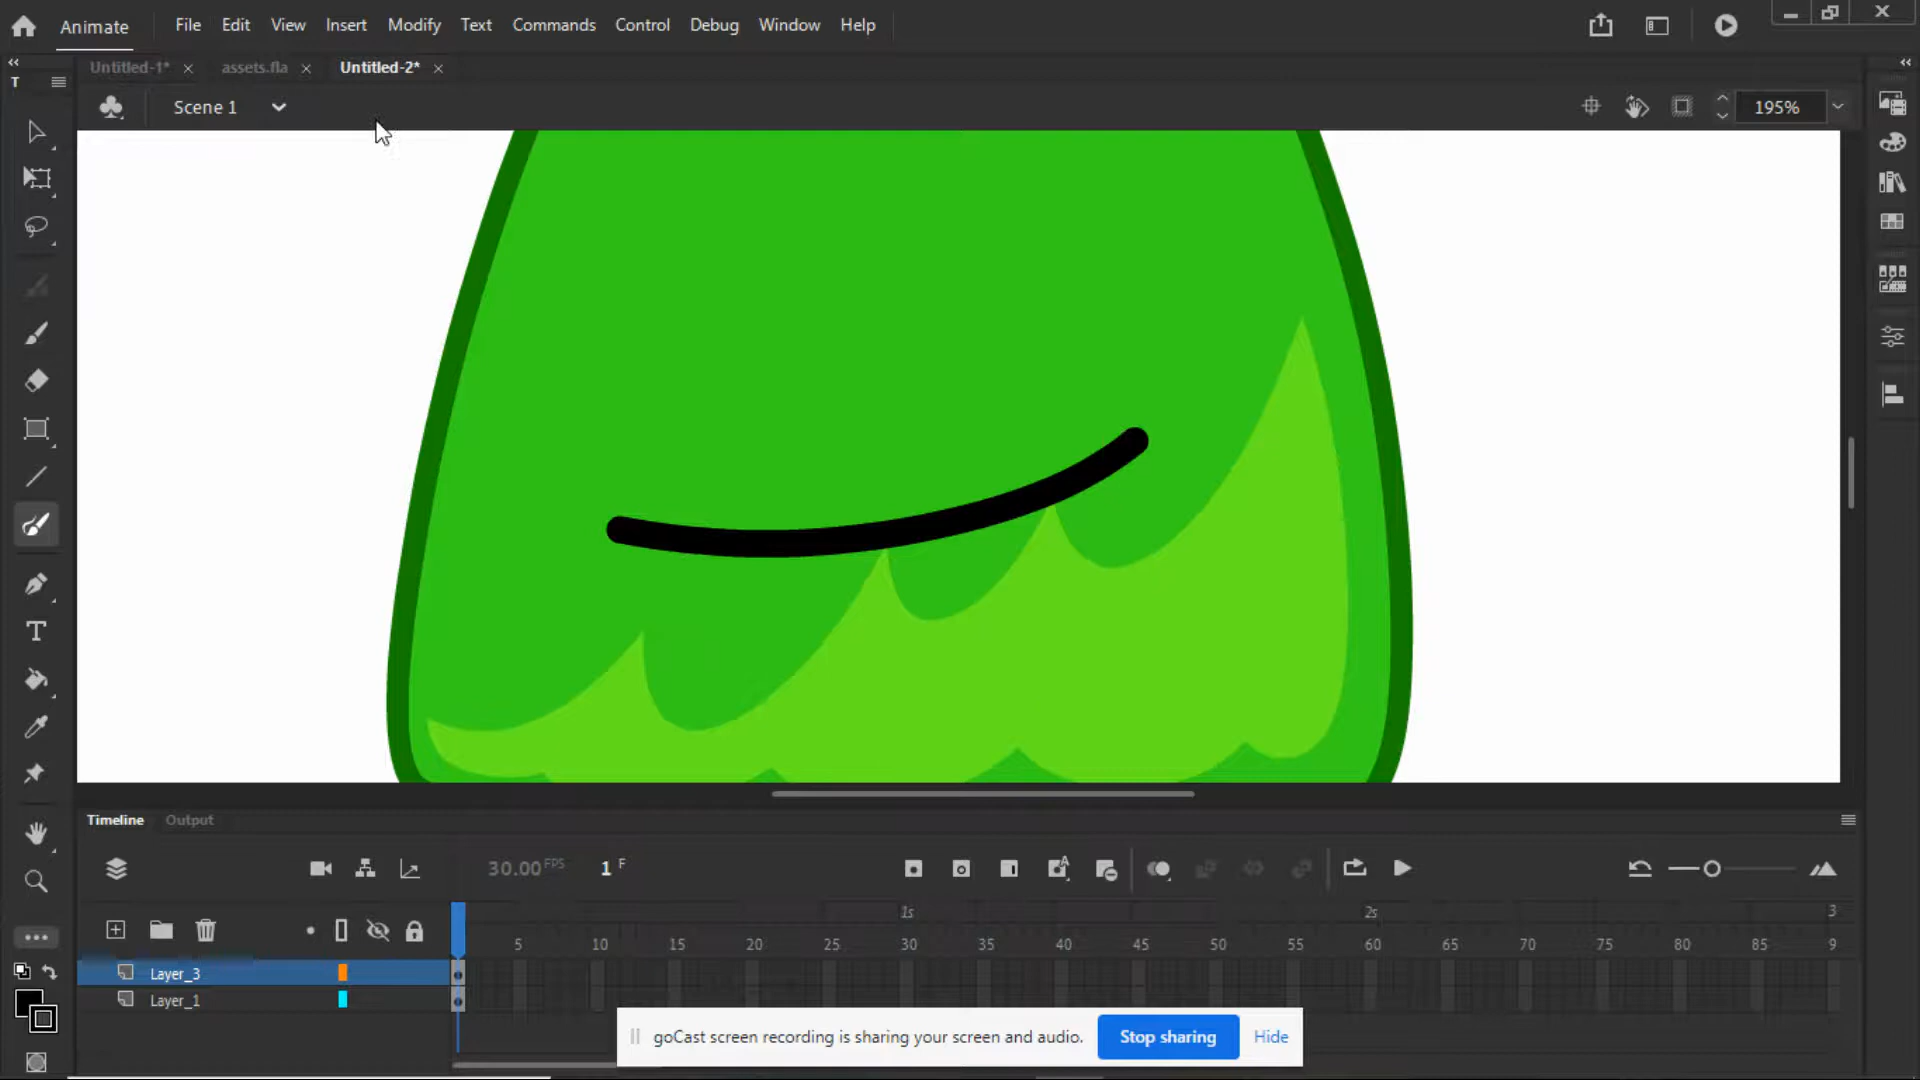 Animate File Edit View Insert Modify Text Commands Control Debug Window Help
Untitled-1* × assets.fla × Untitled-2* ×
T
Scene 1 195%
T
Timeline Output
30.00 FPS 1 F
1s 2s 3
5 10 15 20 25 30 35 40 45 50 55 60 65 70 75 80 85 9
Layer_3
Layer_1
goCast screen recording is sharing your screen and audio. Stop sharing Hide